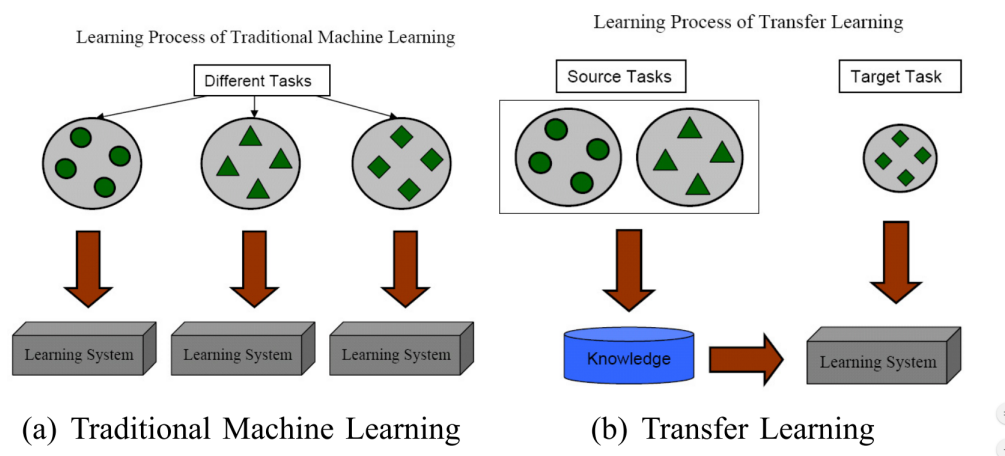 Learning Process of Traditional Machine Learning
Different Tasks
Learning System
Learning System
Learning System
(a) Traditional Machine Learning
Learning Process of Transfer Learning
Source Tasks
Target Task
Knowledge
Learning System
(b) Transfer Learning